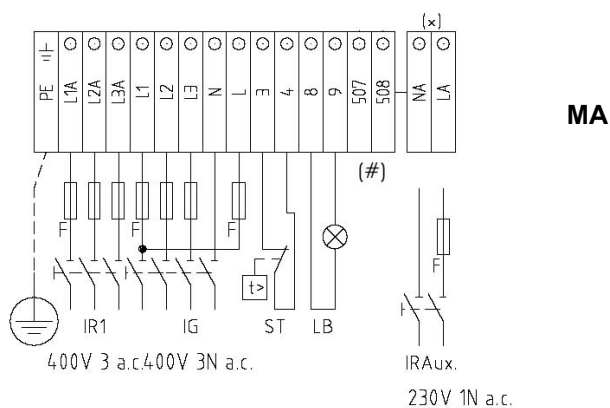 (x)
PE L1A L2A L3A L1 L2 L3 N L 3 4 8 9 507 508 NA LA
MA
(#)
F F F F
t>
IR1 IG ST LB IRAux.
400V 3 a.c. 400V 3N a.c.
230V 1N a.c.